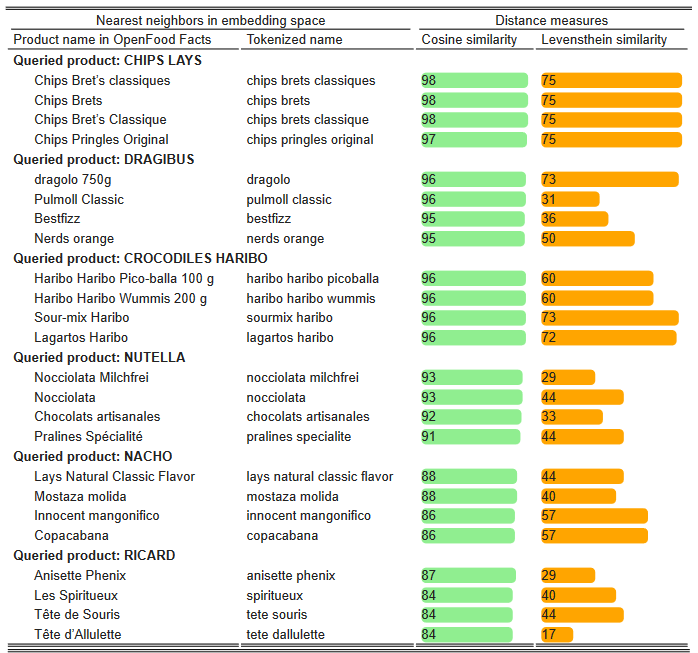 Nearest neighbors in embedding space Distance measures
Product name in OpenFood Facts Tokenized name Cosine similarity Levensthein similarity
Queried product: CHIPS LAYS
Chips Bret's classiques chips brets classiques 98 75
Chips Brets chips brets 98 75
Chips Bret's Classique chips brets classique 98 75
Chips Pringles Original chips pringles original 97 75
Queried product: DRAGIBUS
dragolo 750g dragolo 96 73
Pulmoll Classic pulmoll classic 96 31
Bestfizz bestfizz 95 36
Nerds orange nerds orange 95 50
Queried product: CROCODILES HARIBO
Haribo Haribo Pico-balla 100 g haribo haribo picoballa 96 60
Haribo Haribo Wummis 200 g haribo haribo wummis 96 60
Sour-mix Haribo sourmix haribo 96 73
Lagartos Haribo lagartos haribo 96 72
Queried product: NUTELLA
Nocciolata Milchfrei nocciolata milchfrei 93 29
Nocciolata nocciolata 93 44
Chocolats artisanales chocolats artisanales 92 33
Pralines Spécialité pralines specialite 91 44
Queried product: NACHO
Lays Natural Classic Flavor lays natural classic flavor 88 44
Mostaza molida mostaza molida 88 40
Innocent mangonifico innocent mangonifico 86 57
Copacabana copacabana 86 57
Queried product: RICARD
Anisette Phenix anisette phenix 87 29
Les Spiritueux spiritueux 84 40
Tête de Souris tete souris 84 44
Tête d'Allulette tete dallulette 84 17